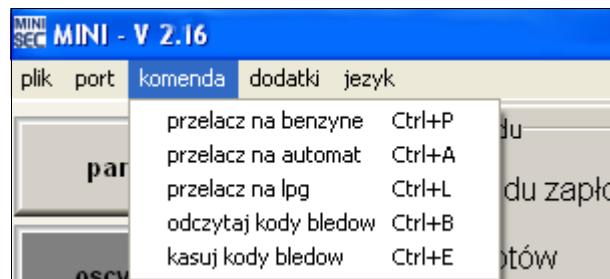 MINI SEC MINI - V 2.16
plik port komenda dodatki jezyk
przelacz na benzyne Ctrl+P
przelacz na automat Ctrl+A
przelacz na lpg Ctrl+L
odczytaj kody bledow Ctrl+B
kasuj kody bledow Ctrl+E